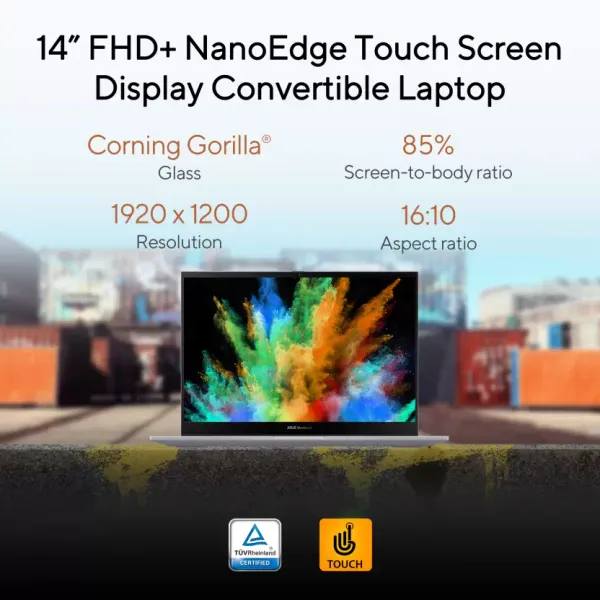 14” FHD+ NanoEdge Touch Screen
Display Convertible Laptop
Corning Gorilla®
Glass
85%
Screen-to-body ratio
1920 x 1200
Resolution
16:10
Aspect ratio
TÜVRheinland
CERTIFIED
TOUCH